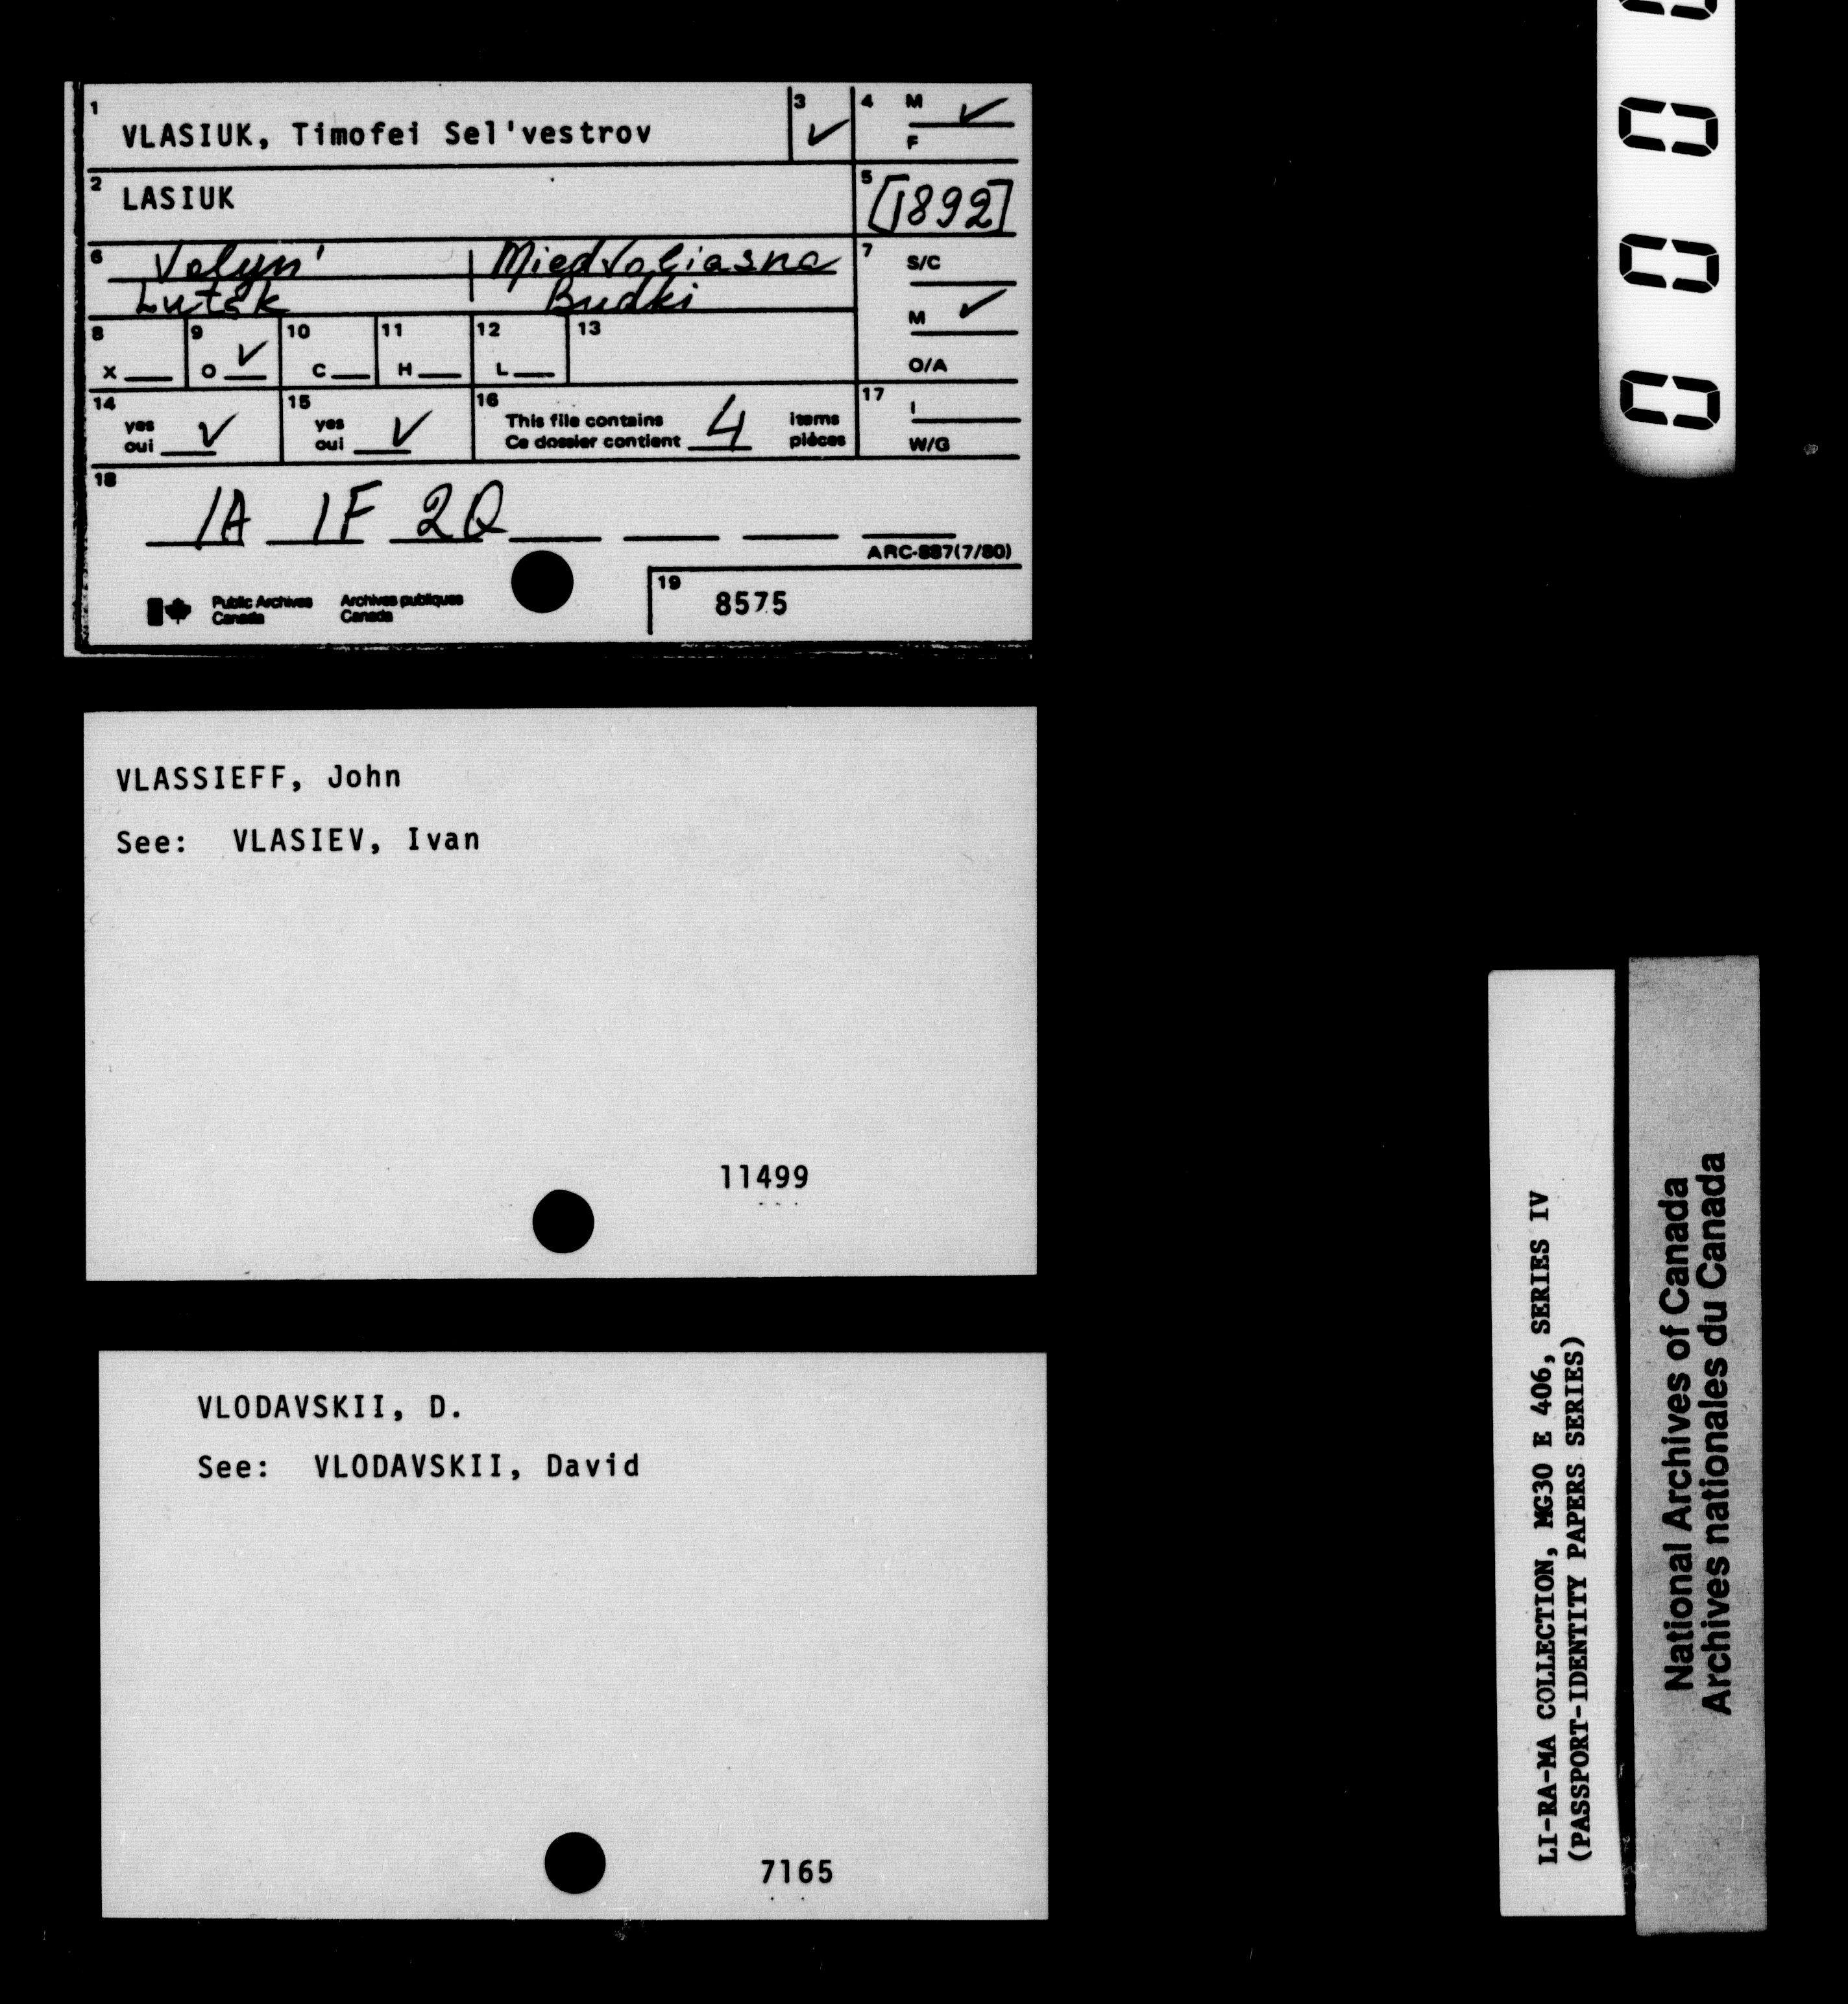 1 VLASIUK, Timofei Sel'vestrov 3 ✓ 4 M ✓
F
2 LASIUK 5 [1892]
6 Volyn' Miedvoliasna 7 S/C
Lutsk Budki M ✓
8 X 9 O ✓ 10 C 11 H 12 L 13 O/A
14 yes oui ✓ 15 yes oui ✓ 16 This file contains 4 items 17 I
Ce dossier contient pièces W/G
18 1A 1F 2Q
ARC-887(7/80)
Public Archives Canada Archives publiques Canada 19 8575
VLASSIEFF, John
See: VLASIEV, Ivan
11499
VLODAVSKII, D.
See: VLODAVSKII, David
7165
LI-RA-MA COLLECTION, MG30 E 406, SERIES IV
(PASSPORT-IDENTITY PAPERS SERIES)
National Archives of Canada
Archives nationales du Canada